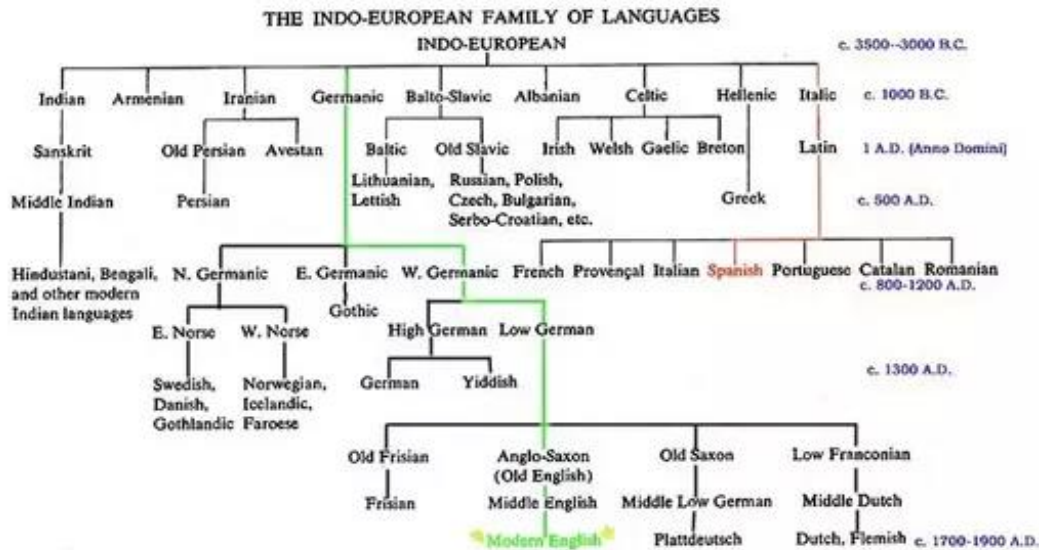 THE INDO-EUROPEAN FAMILY OF LANGUAGES
INDO-EUROPEAN
c. 3500--3000 B.C.
Indian Armenian Iranian Germanic Balto-Slavic Albanian Celtic Hellenic Italic c. 1000 B.C.
Sanskrit Old Persian Avestan Baltic Old Slavic Irish Welsh Gaelic Breton Latin 1 A.D. (Anno Domini)
Lithuanian, Russian, Polish,
Middle Indian Persian Lettish Czech, Bulgarian, Greek c. 500 A.D.
Serbo-Croatian, etc.
Hindustani, Bengali, N. Germanic E. Germanic W. Germanic French Provençal Italian Spanish Portuguese Catalan Romanian
and other modern c. 800-1200 A.D.
Indian languages Gothic
E. Norse W. Norse High German Low German
c. 1300 A.D.
Swedish, Norwegian, German Yiddish
Danish, Icelandic,
Gothlandic Faroese
Old Frisian Anglo-Saxon Old Saxon Low Franconian
(Old English)
Frisian Middle English Middle Low German Middle Dutch
Modern English Plattdeutsch Dutch, Flemish c. 1700-1900 A.D.